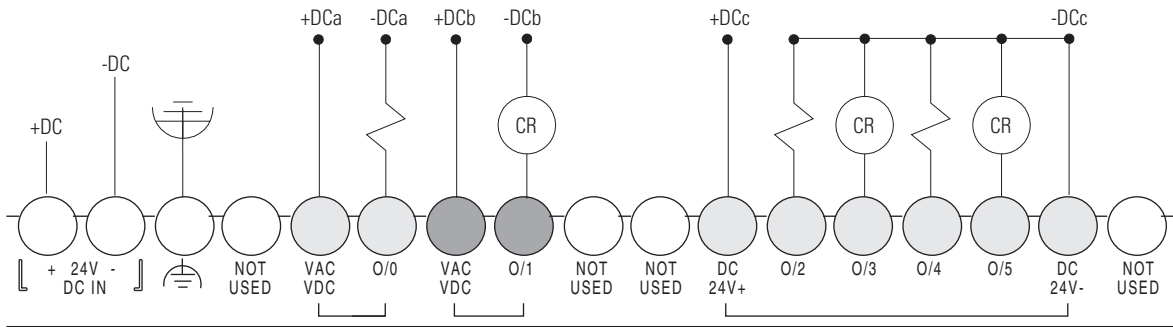 +DCa -DCa +DCb -DCb +DCc -DCc
-DC
+DC
CR CR CR
+ 24V - NOT VAC O/0 VAC O/1 NOT NOT DC O/2 O/3 O/4 O/5 DC NOT
DC IN USED VDC VDC USED USED 24V+ 24V- USED